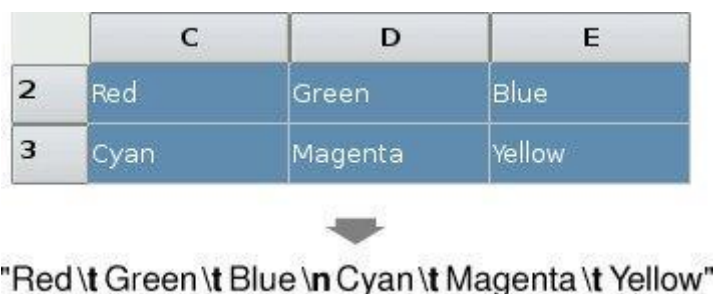 C D E
2 Red Green Blue
3 Cyan Magenta Yellow
"Red \t Green \t Blue \n Cyan \t Magenta \t Yellow"